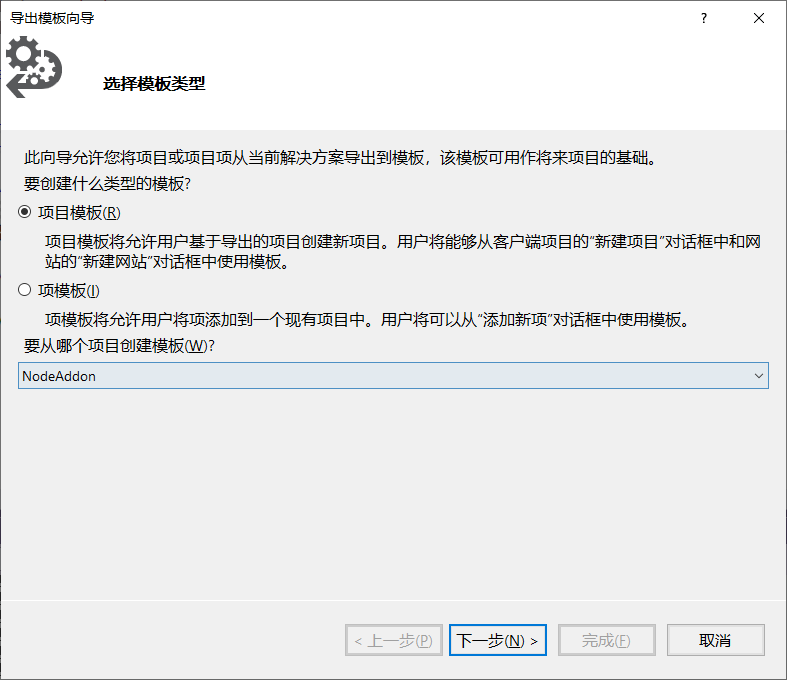 导出模板向导
?
选择模板类型
此向导允许您将项目或项目项从当前解决方案导出到模板，该模板可用作将来项目的基础。
要创建什么类型的模板?
项目模板(R)
项目模板将允许用户基于导出的项目创建新项目。用户将能够从客户端项目的“新建项目”对话框中和网
站的“新建网站”对话框中使用模板。
项模板(I)
项模板将允许用户将项添加到一个现有项目中。用户将可以从“添加新项”对话框中使用模板。
要从哪个项目创建模板(W)?
NodeAddon
< 上一步(P) 下一步(N) > 完成(F) 取消